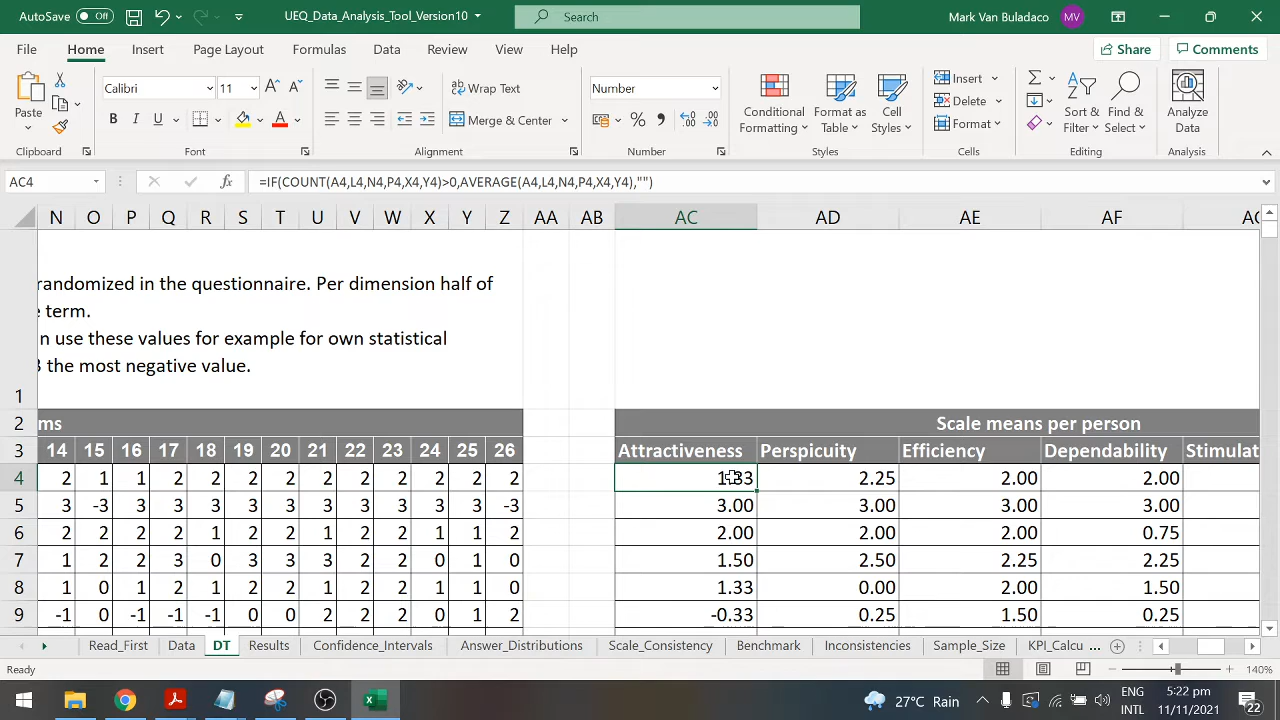 AutoSave Off UEQ_Data_Analysis_Tool_Version10 Search Mark Van Buladaco MV
File Home Insert Page Layout Formulas Data Review View Help Share Comments
Paste Calibri 11 Wrap Text Number Conditional Formatting Format as Table Cell Styles Insert Sort & Filter Find & Select Analyze Data
B I U A Merge & Center % Delete Format
Clipboard Font Alignment Number Styles Cells Editing Analysis
AC4 fx =IF(COUNT(A4,L4,N4,P4,X4,Y4)>0,AVERAGE(A4,L4,N4,P4,X4,Y4),"")
N O P Q R S T U V W X Y Z AA AB AC AD AE AF
randomized in the questionnaire. Per dimension half of
e term.
n use these values for example for own statistical
3 the most negative value.
1
2 ms Scale means per person
3 14 15 16 17 18 19 20 21 22 23 24 25 26 Attractiveness Perspicuity Efficiency Dependability Stimulat
4 2 1 1 2 2 2 2 2 2 2 2 2 2 1.33 2.25 2.00 2.00
5 3 -3 3 3 3 3 3 3 3 3 3 3 -3 3.00 3.00 3.00 3.00
6 2 2 2 2 1 2 2 1 2 2 1 1 2 2.00 2.00 2.00 0.75
7 1 2 2 3 0 3 3 3 2 2 0 1 0 1.50 2.50 2.25 2.25
8 1 0 1 2 1 2 2 1 2 2 1 1 0 1.33 0.00 2.00 1.50
9 -1 0 -1 -1 -1 0 0 2 2 2 0 1 2 -0.33 0.25 1.50 0.25
Read_First Data DT Results Confidence_Intervals Answer_Distributions Scale_Consistency Benchmark Inconsistencies Sample_Size KPI_Calcu ...
Ready 140%
27°C Rain ENG INTL 5:22 pm 11/11/2021 22